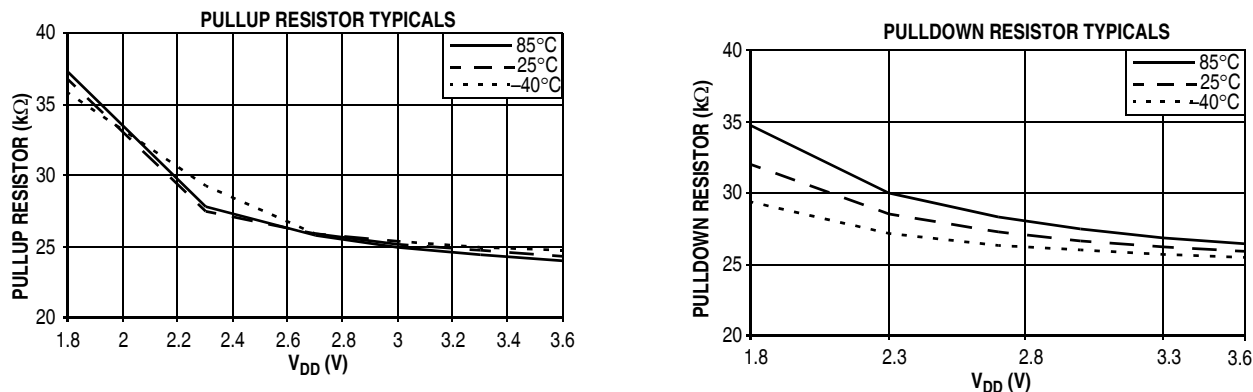 PULLUP RESISTOR TYPICALS
PULLUP RESISTOR (kΩ)
40
35
30
25
20
85°C
25°C
–40°C
1.8 2 2.2 2.4 2.6 2.8 3 3.2 3.4 3.6
VDD (V)
PULLDOWN RESISTOR TYPICALS
PULLDOWN RESISTOR (kΩ)
40
35
30
25
20
85°C
25°C
–40°C
1.8 2.3 2.8 3.3 3.6
VDD (V)